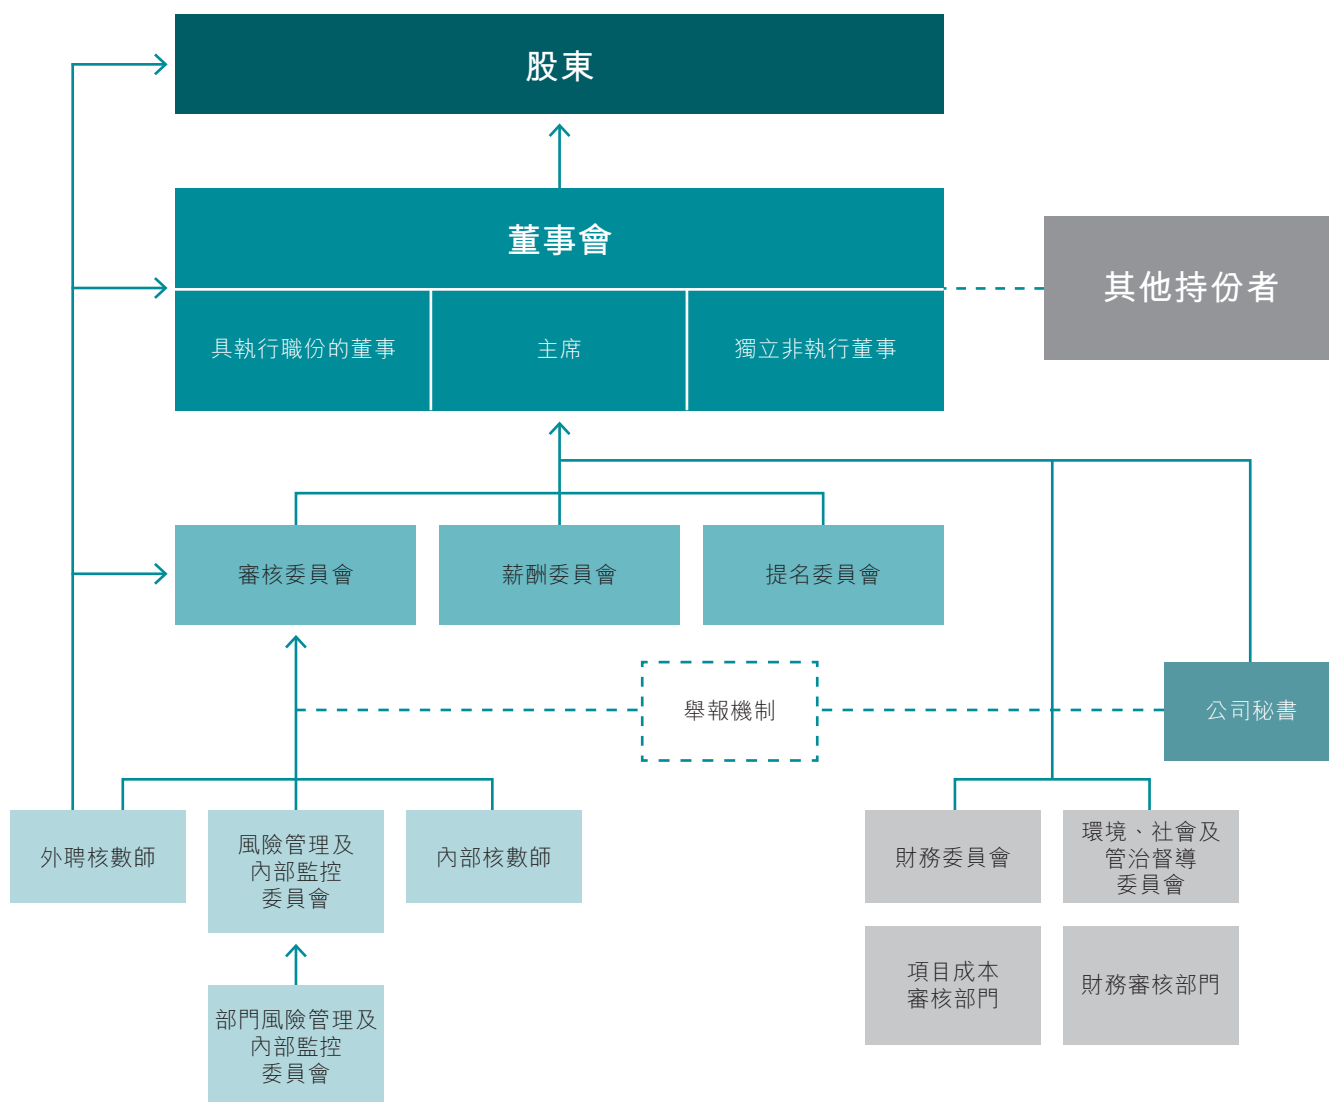 股東
董事會
其他持份者
具執行職份的董事
主席
獨立非執行董事
審核委員會
薪酬委員會
提名委員會
舉報機制
公司秘書
外聘核數師
風險管理及
內部監控
委員會
內部核數師
財務委員會
環境、社會及
管治督導
委員會
項目成本
審核部門
財務審核部門
部門風險管理及
內部監控
委員會